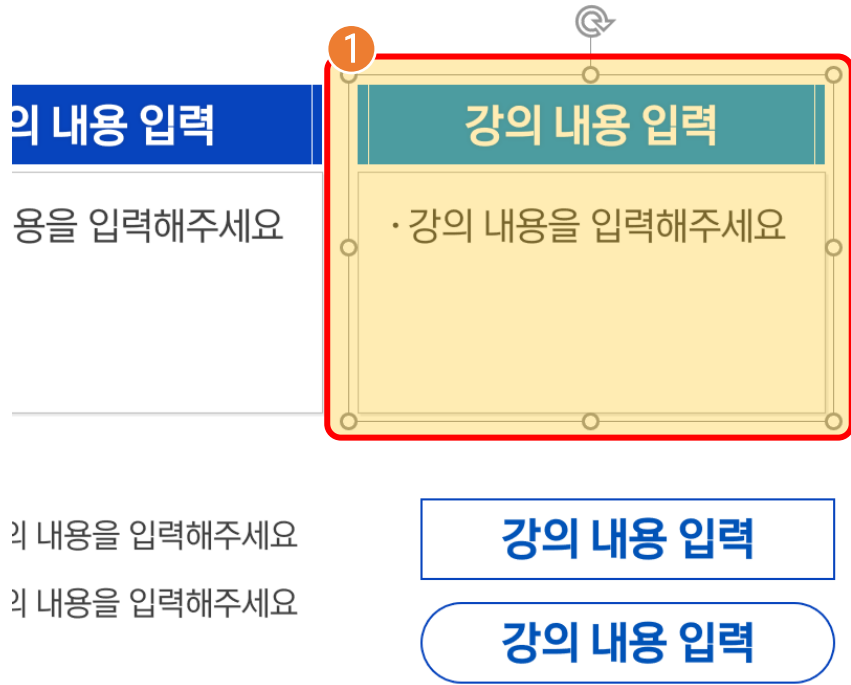 1
의 내용 입력
강의 내용 입력
용을 입력해주세요
· 강의 내용을 입력해주세요
의 내용을 입력해주세요
강의 내용 입력
의 내용을 입력해주세요
강의 내용 입력